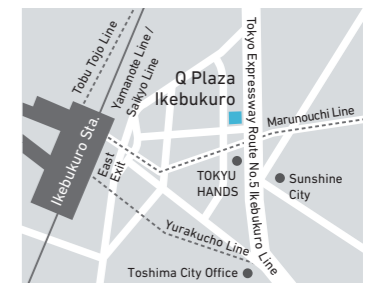 Tobu Tojo Line
Yamanote Line /
Saikyo Line
Q Plaza
Ikebukuro
Tokyo Expressway Route No.5 Ikebukuro Line
Marunouchi Line
Ikebukuro Sta.
East
Exit
TOKYU
HANDS
Sunshine
City
Yurakucho Line
Toshima City Office